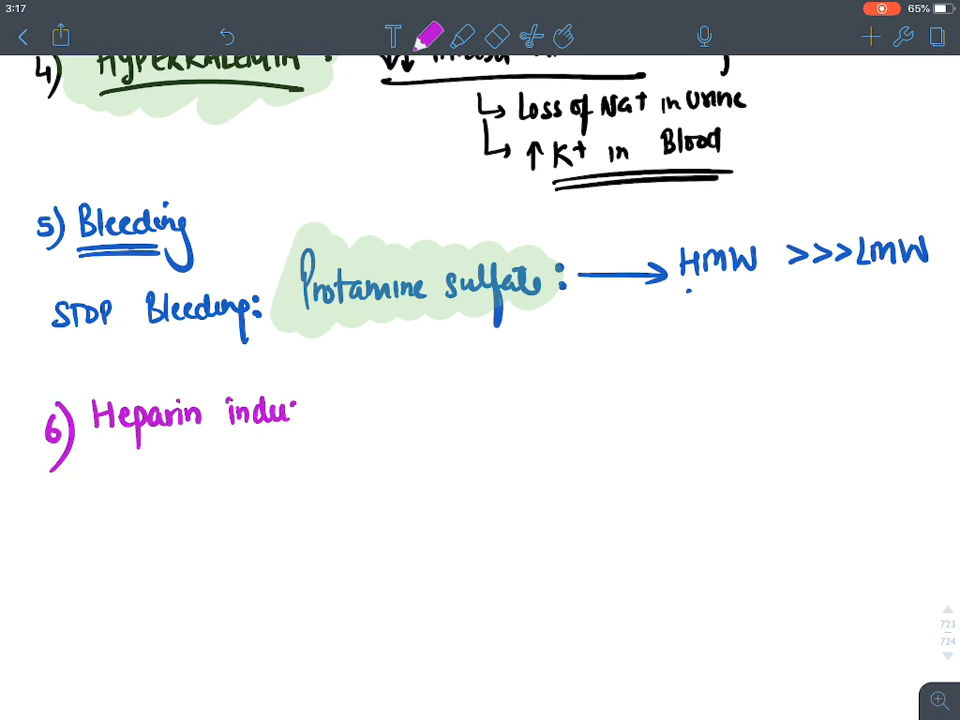 3:17
65%
T
4) HYPERKALEMIA :
↳ Loss of Na+ in Urine
↳ ↑ K+ in Blood
5) Bleeding
STOP Bleeding: Protamine sulfate: → HMW >>> LMW
6) Heparin indu
723
724